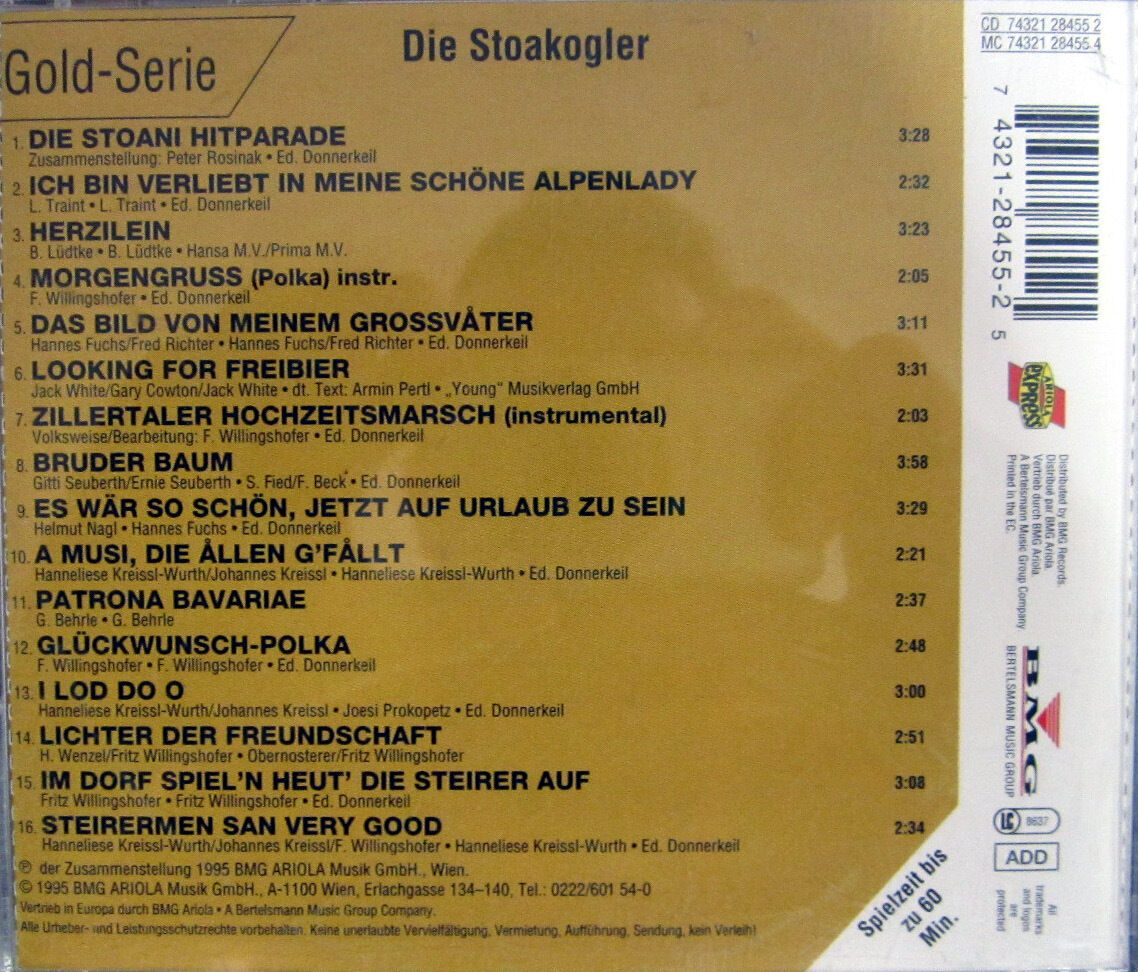 Gold-Serie
Die Stoakogler
1. DIE STOANI HITPARADE 3:28
Zusammenstellung: Peter Rosinak • Ed. Donnerkeil
2. ICH BIN VERLIEBT IN MEINE SCHÖNE ALPENLADY 2:32
L. Traint • L. Traint • Ed. Donnerkeil
3. HERZILEIN 3:23
B. Lüdtke • B. Lüdtke • Hansa M.V./Prima M.V.
4. MORGENGRUSS (Polka) instr. 2:05
F. Willingshofer • Ed. Donnerkeil
5. DAS BILD VON MEINEM GROSSVÅTER 3:11
Hannes Fuchs/Fred Richter • Hannes Fuchs/Fred Richter • Ed. Donnerkeil
6. LOOKING FOR FREIBIER 3:31
Jack White/Gary Cowton/Jack White • dt. Text: Armin Pertl • „Young" Musikverlag GmbH
7. ZILLERTALER HOCHZEITSMARSCH (instrumental) 2:03
Volksweise/Bearbeitung: F. Willingshofer • Ed. Donnerkeil
8. BRUDER BAUM 3:58
Gitti Seuberth/Ernie Seuberth • S. Fied/F. Beck • Ed. Donnerkeil
9. ES WÄR SO SCHÖN, JETZT AUF URLAUB ZU SEIN 3:29
Helmut Nagl • Hannes Fuchs • Ed. Donnerkeil
10. A MUSI, DIE ÅLLEN G'FÅLLT 2:21
Hanneliese Kreissl-Wurth/Johannes Kreissl • Hanneliese Kreissl-Wurth • Ed. Donnerkeil
11. PATRONA BAVARIAE 2:37
G. Behrle • G. Behrle
12. GLÜCKWUNSCH-POLKA 2:48
F. Willingshofer • F. Willingshofer • Ed. Donnerkeil
13. I LOD DO O 3:00
Hanneliese Kreissl-Wurth/Johannes Kreissl • Joesi Prokopetz • Ed. Donnerkeil
14. LICHTER DER FREUNDSCHAFT 2:51
H. Wenzel/Fritz Willingshofer • Obernosterer/Fritz Willingshofer
15. IM DORF SPIEL'N HEUT' DIE STEIRER AUF 3:08
Fritz Willingshofer • Fritz Willingshofer • Ed. Donnerkeil
16. STEIRERMEN SAN VERY GOOD 2:34
Hanneliese Kreissl-Wurth/Johannes Kreissl/F. Willingshofer • Hanneliese Kreissl-Wurth • Ed. Donnerkeil
℗ der Zusammenstellung 1995 BMG ARIOLA Musik GmbH., Wien.
© 1995 BMG ARIOLA Musik GmbH., A-1100 Wien, Erlachgasse 134–140, Tel.: 0222/601 54-0
Vertrieb in Europa durch BMG Ariola • A Bertelsmann Music Group Company.
Alle Urheber- und Leistungsschutzrechte vorbehalten. Keine unerlaubte Vervielfältigung, Vermietung, Aufführung, Sendung, kein Verleih!
Spielzeit bis
zu 60
Min.
CD 74321 28455 2
MC 74321 28455 4
7 4321-28455-2 5
ARIOLA
EXPRESS
Distributed by BMG Records.
Distribué par BMG Ariola
Vertrieb durch BMG Ariola.
A Bertelsmann Music Group Company
Printed in the EC.
BMG
BERTELSMANN MUSIC GROUP
8637
ADD
All
trademarks
and logos
are
protected